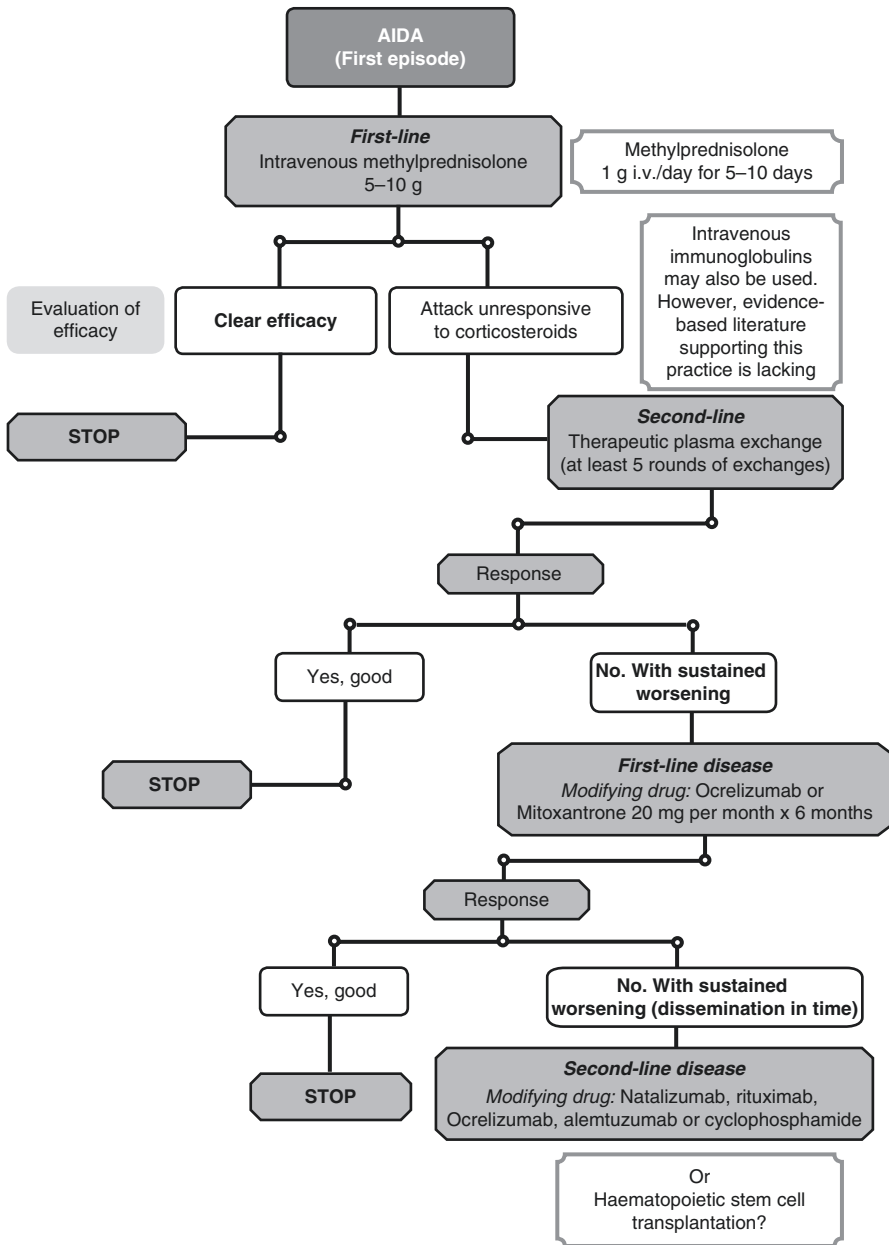 AIDA
(First episode)
First-line
Intravenous methylprednisolone
5–10 g
Methylprednisolone
1 g i.v./day for 5–10 days
Intravenous
immunoglobulins
may also be used.
However, evidence-
based literature
supporting this
practice is lacking
Evaluation of
efficacy
Clear efficacy
Attack unresponsive
to corticosteroids
STOP
Second-line
Therapeutic plasma exchange
(at least 5 rounds of exchanges)
Response
Yes, good
No. With sustained
worsening
STOP
First-line disease
Modifying drug: Ocrelizumab or
Mitoxantrone 20 mg per month x 6 months
Response
Yes, good
No. With sustained
worsening (dissemination in time)
STOP
Second-line disease
Modifying drug: Natalizumab, rituximab,
Ocrelizumab, alemtuzumab or cyclophosphamide
Or
Haematopoietic stem cell
transplantation?